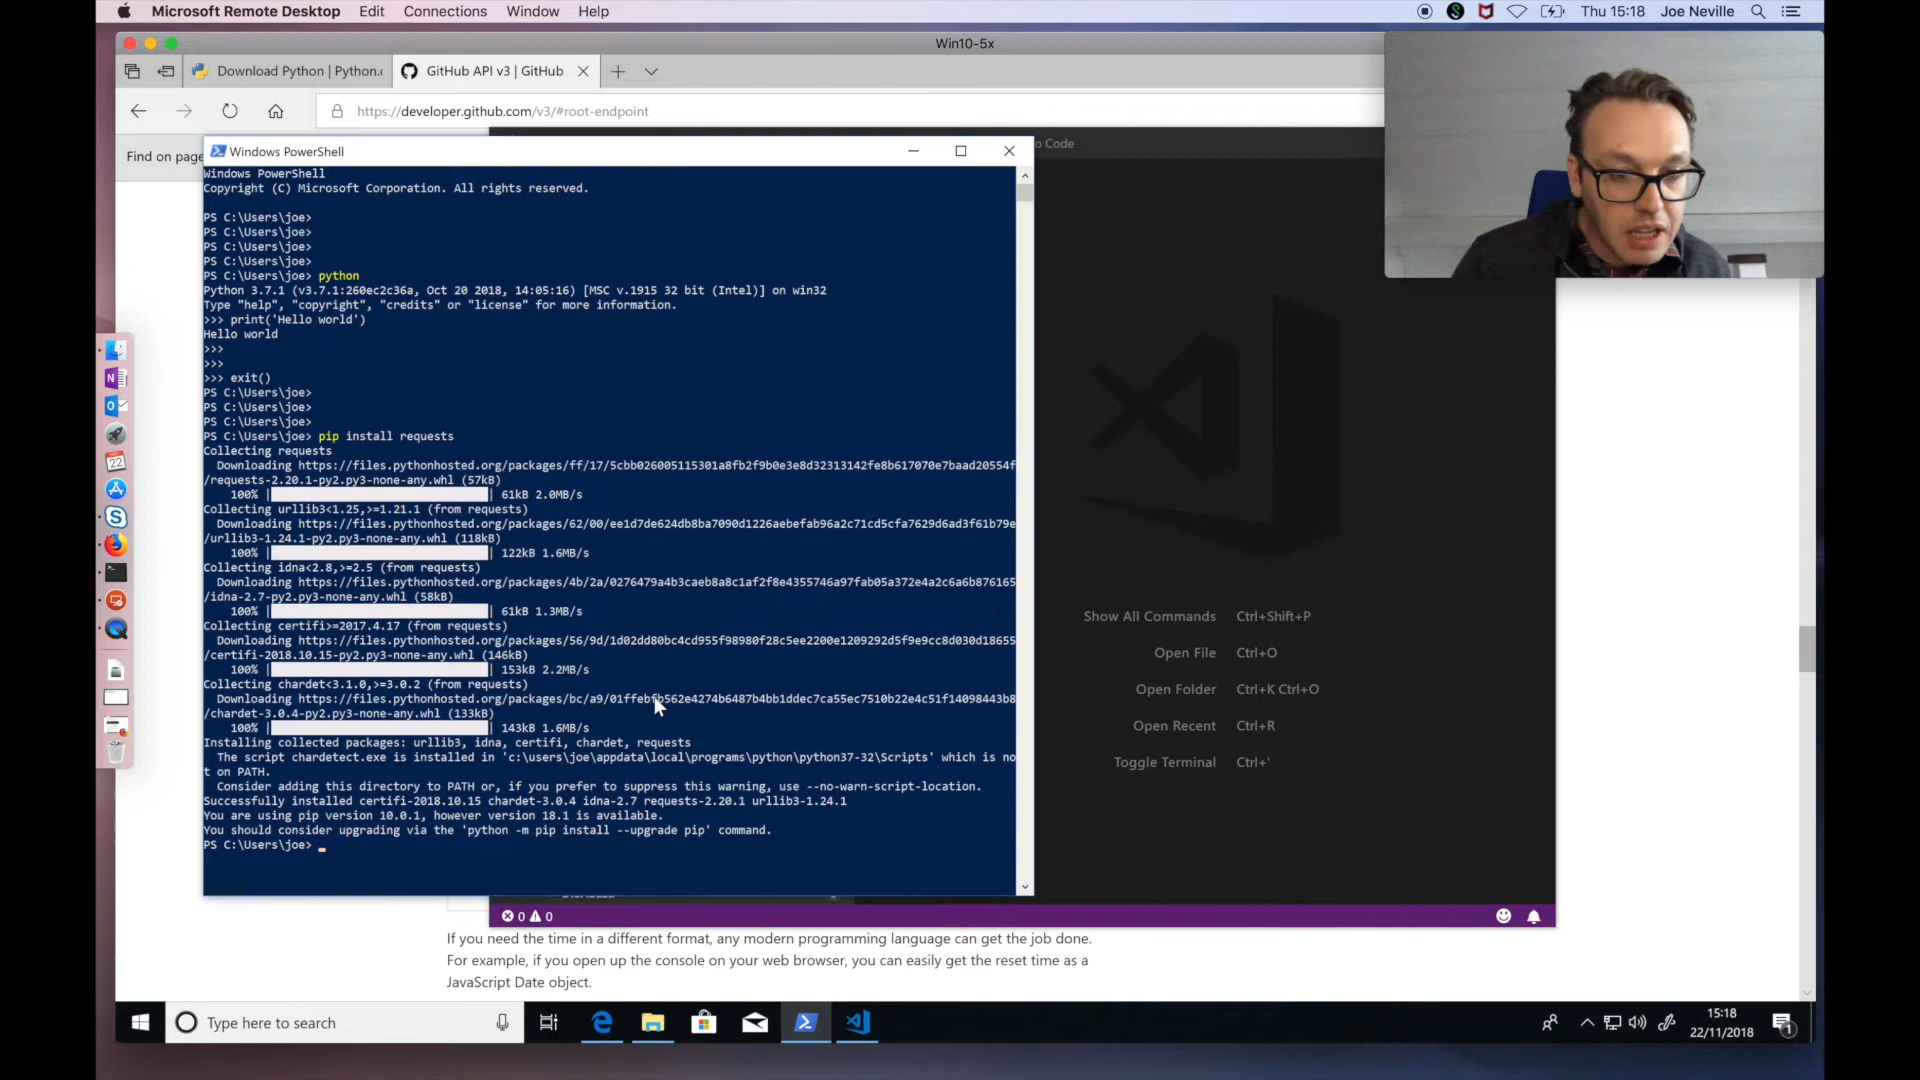 Microsoft Remote Desktop Edit Connections Window Help
Thu 15:18 Joe Neville
Win10-5x
Download Python | Python.c
GitHub API v3 | GitHub
https://developer.github.com/v3/#root-endpoint
Find on page
o Code
Windows PowerShell
Windows PowerShell
Copyright (C) Microsoft Corporation. All rights reserved.
PS C:\Users\joe>
PS C:\Users\joe>
PS C:\Users\joe>
PS C:\Users\joe>
PS C:\Users\joe> python
Python 3.7.1 (v3.7.1:260ec2c36a, Oct 20 2018, 14:05:16) [MSC v.1915 32 bit (Intel)] on win32
Type "help", "copyright", "credits" or "license" for more information.
>>> print('Hello world')
Hello world
>>>
>>>
>>> exit()
PS C:\Users\joe>
PS C:\Users\joe>
PS C:\Users\joe>
PS C:\Users\joe> pip install requests
Collecting requests
Downloading https://files.pythonhosted.org/packages/ff/17/5cbb026005115301a8fb2f9b0e3e8d32313142fe8b617070e7baad20554f
/requests-2.20.1-py2.py3-none-any.whl (57kB)
100% | | 61kB 2.0MB/s
Collecting urllib3<1.25,>=1.21.1 (from requests)
Downloading https://files.pythonhosted.org/packages/62/00/ee1d7de624db8ba7090d1226aebefab96a2c71cd5cfa7629d6ad3f61b79e
/urllib3-1.24.1-py2.py3-none-any.whl (118kB)
100% | | 122kB 1.6MB/s
Collecting idna<2.8,>=2.5 (from requests)
Downloading https://files.pythonhosted.org/packages/4b/2a/0276479a4b3caeb8a8c1af2f8e4355746a97fab05a372e4a2c6a6b876165
/idna-2.7-py2.py3-none-any.whl (58kB)
100% | | 61kB 1.3MB/s
Collecting certifi>=2017.4.17 (from requests)
Downloading https://files.pythonhosted.org/packages/56/9d/1d02dd80bc4cd955f98980f28c5ee2200e1209292d5f9e9cc8d030d18655
/certifi-2018.10.15-py2.py3-none-any.whl (146kB)
100% | | 153kB 2.2MB/s
Collecting chardet<3.1.0,>=3.0.2 (from requests)
Downloading https://files.pythonhosted.org/packages/bc/a9/01ffebfb562e4274b6487b4bb1ddec7ca55ec7510b22e4c51f14098443b8
/chardet-3.0.4-py2.py3-none-any.whl (133kB)
100% | | 143kB 1.6MB/s
Installing collected packages: urllib3, idna, certifi, chardet, requests
The script chardetect.exe is installed in 'c:\users\joe\appdata\local\programs\python\python37-32\Scripts' which is no
t on PATH.
Consider adding this directory to PATH or, if you prefer to suppress this warning, use --no-warn-script-location.
Successfully installed certifi-2018.10.15 chardet-3.0.4 idna-2.7 requests-2.20.1 urllib3-1.24.1
You are using pip version 10.0.1, however version 18.1 is available.
You should consider upgrading via the 'python -m pip install --upgrade pip' command.
PS C:\Users\joe>
Show All Commands Ctrl+Shift+P
Open File Ctrl+O
Open Folder Ctrl+K Ctrl+O
Open Recent Ctrl+R
Toggle Terminal Ctrl+'
22
0 0
If you need the time in a different format, any modern programming language can get the job done.
For example, if you open up the console on your web browser, you can easily get the reset time as a
JavaScript Date object.
Type here to search
15:18
22/11/2018
1